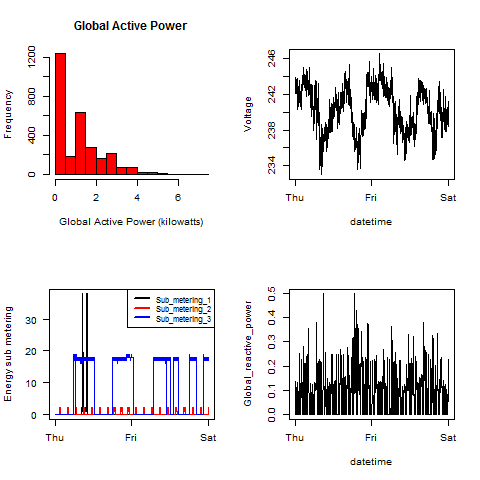 Global Active Power
Frequency
0 400 800 1200
0 2 4 6
Global Active Power (kilowatts)
Voltage
234 238 242 246
Thu Fri Sat
datetime
Energy sub metering
0 10 20 30
Sub_metering_1
Sub_metering_2
Sub_metering_3
Thu Fri Sat
Global_reactive_power
0.0 0.1 0.2 0.3 0.4 0.5
Thu Fri Sat
datetime